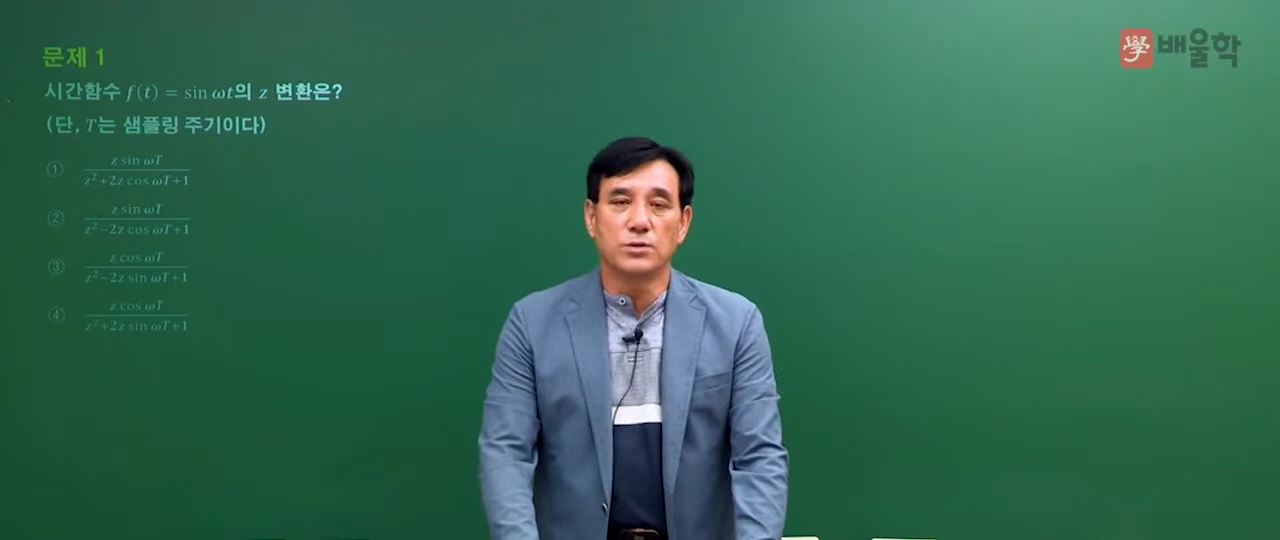 學 배울학
문제 1
시간함수 f(t) = sin ωt의 z 변환은?
(단, T는 샘플링 주기이다)
① z sin ωT / z²+2z cos ωT+1
② z sin ωT / z²−2z cos ωT+1
③ z cos ωT / z²−2z sin ωT+1
④ z cos ωT / z²+2z sin ωT+1